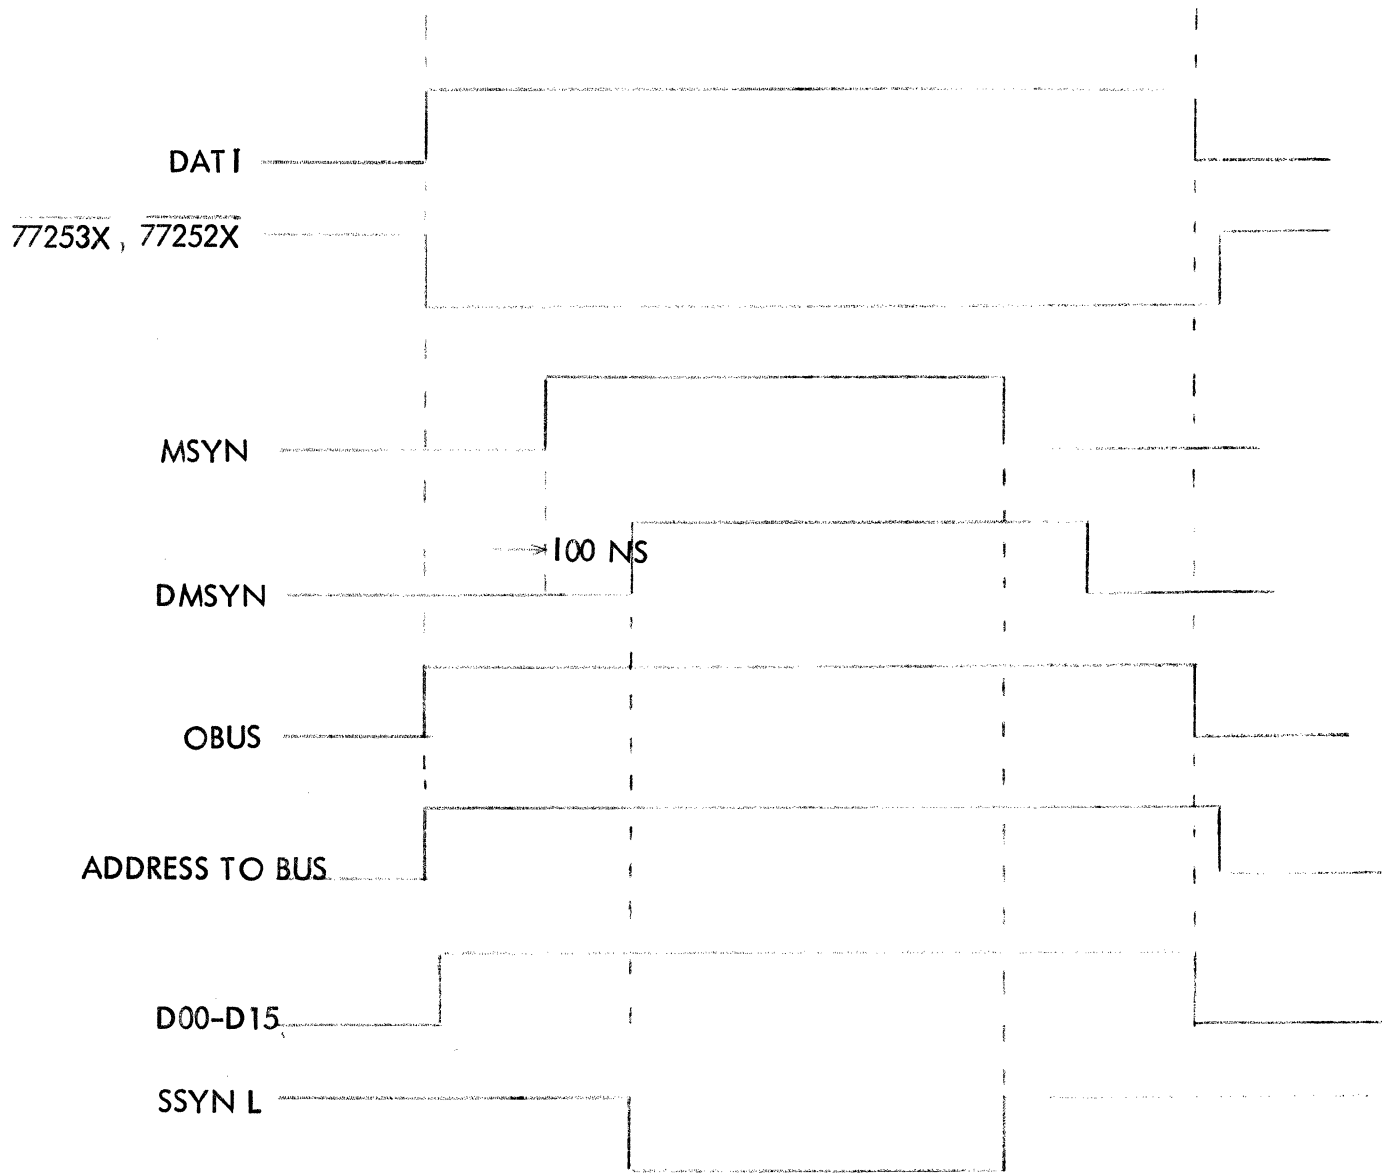 DATI
77253X, 77252X
MSYN
100 NS
DMSYN
OBUS
ADDRESS TO BUS
D00-D15
SSYN L